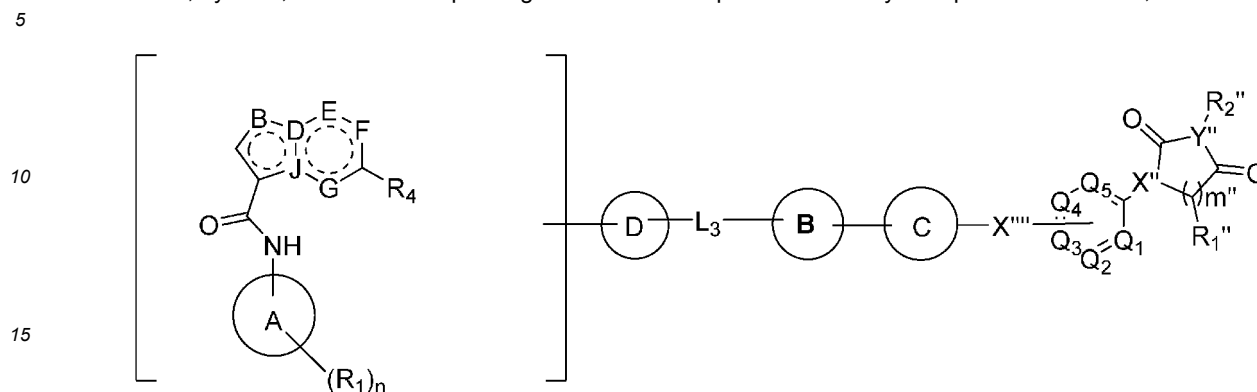 5
B
D
E
F
J
G
R4
10
O
NH
A
(R1)n
D
L3
B
C
X""
Q5
Q4
Q3
Q2
Q1
X"
O
Y"
R2"
O
( )m"
R1"
15